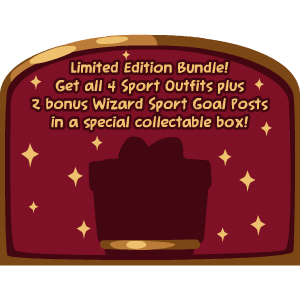 Limited Edition Bundle!
Get all 4 Sport Outfits plus
2 bonus Wizard Sport Goal Posts
in a special collectable box!